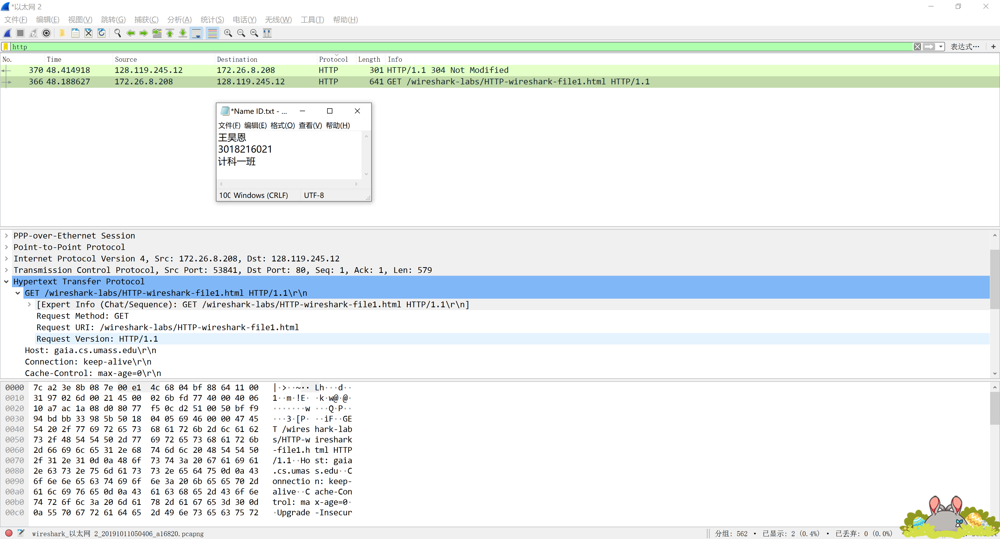 *以太网 2
文件(F) 编辑(E) 视图(V) 跳转(G) 捕获(C) 分析(A) 统计(S) 电话(Y) 无线(W) 工具(T) 帮助(H)
http
表达式…
+
No. Time Source Destination Protocol Length Info
370 48.414918 128.119.245.12 172.26.8.208 HTTP 301 HTTP/1.1 304 Not Modified
366 48.188627 172.26.8.208 128.119.245.12 HTTP 641 GET /wireshark-labs/HTTP-wireshark-file1.html HTTP/1.1
*Name ID.txt - ...
文件(F) 编辑(E) 格式(O) 查看(V) 帮助(H)
王昊恩
3018216021
计科一班
100 Windows (CRLF) UTF-8
PPP-over-Ethernet Session
Point-to-Point Protocol
Internet Protocol Version 4, Src: 172.26.8.208, Dst: 128.119.245.12
Transmission Control Protocol, Src Port: 53841, Dst Port: 80, Seq: 1, Ack: 1, Len: 579
Hypertext Transfer Protocol
GET /wireshark-labs/HTTP-wireshark-file1.html HTTP/1.1\r\n
[Expert Info (Chat/Sequence): GET /wireshark-labs/HTTP-wireshark-file1.html HTTP/1.1\r\n]
Request Method: GET
Request URI: /wireshark-labs/HTTP-wireshark-file1.html
Request Version: HTTP/1.1
Host: gaia.cs.umass.edu\r\n
Connection: keep-alive\r\n
Cache-Control: max-age=0\r\n
0000 7c a2 3e 8b 08 7e 00 e1 4c 68 04 bf 88 64 11 00 |·>··~·· Lh···d··
0010 31 97 02 6d 00 21 45 00 02 6b fd 77 40 00 40 06 1··m·!E· ·k·w@·@·
0020 10 a7 ac 1a 08 d0 80 77 f5 0c d2 51 00 50 bf f9 ·······w ···Q·P··
0030 94 bd bb 33 98 5b 50 18 04 05 69 46 00 00 47 45 ···3·[P· ··iF··GE
0040 54 20 2f 77 69 72 65 73 68 61 72 6b 2d 6c 61 62 T /wires hark-lab
0050 73 2f 48 54 54 50 2d 77 69 72 65 73 68 61 72 6b s/HTTP-w ireshark
0060 2d 66 69 6c 65 31 2e 68 74 6d 6c 20 48 54 54 50 -file1.h tml HTTP
0070 2f 31 2e 31 0d 0a 48 6f 73 74 3a 20 67 61 69 61 /1.1··Ho st: gaia
0080 2e 63 73 2e 75 6d 61 73 73 2e 65 64 75 0d 0a 43 .cs.umas s.edu··C
0090 6f 6e 6e 65 63 74 69 6f 6e 3a 20 6b 65 65 70 2d onnectio n: keep-
00a0 61 6c 69 76 65 0d 0a 43 61 63 68 65 2d 43 6f 6e alive··C ache-Con
00b0 74 72 6f 6c 3a 20 6d 61 78 2d 61 67 65 3d 30 0d trol: ma x-age=0·
00c0 0a 55 70 67 72 61 64 65 2d 49 6e 73 65 63 75 72 ·Upgrade -Insecur
wireshark_以太网 2_20191011050406_a16820.pcapng
分组: 562 · 已显示: 2 (0.4%) · 已丢弃: 0 (0.0%)